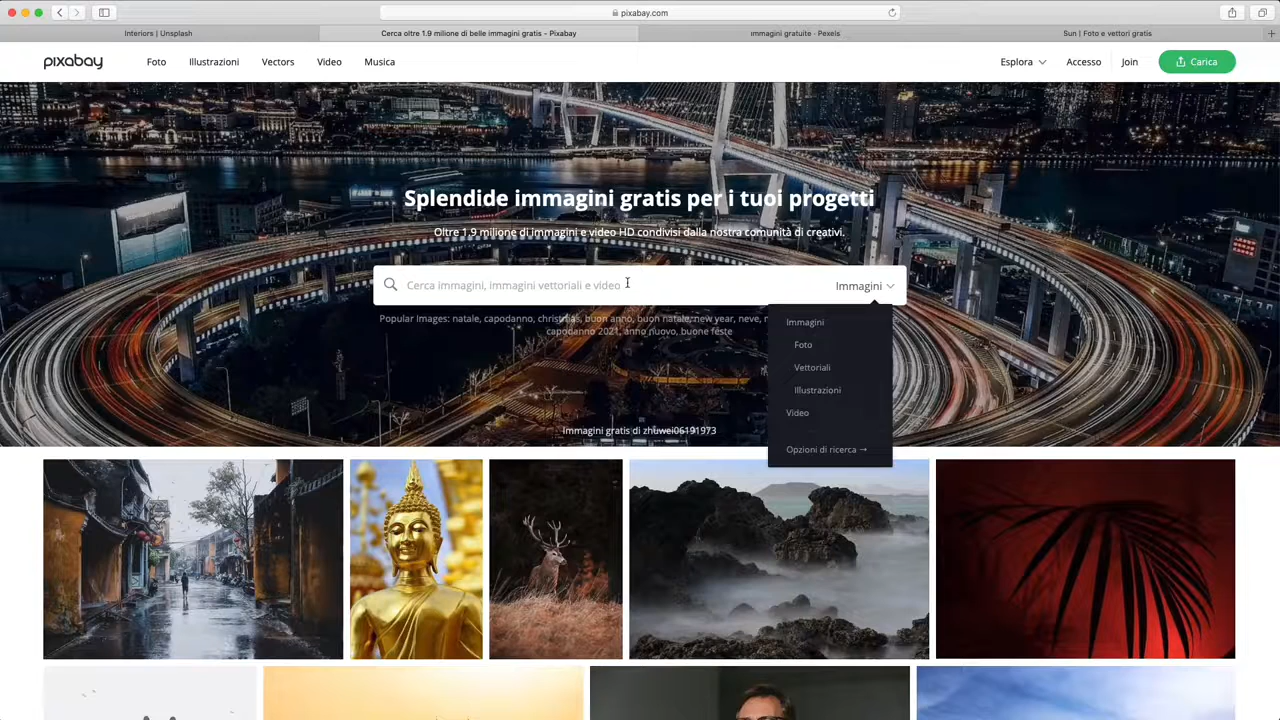 pixabay.com
Interiors | Unsplash
Cerca oltre 1.9 milione di belle immagini gratis - Pixabay
immagini gratuite · Pexels
Sun | Foto e vettori gratis
pixabay
Foto
Illustrazioni
Vectors
Video
Musica
Esplora
Accesso
Join
Carica
Splendide immagini gratis per i tuoi progetti
Oltre 1.9 milione di immagini e video HD condivisi dalla nostra comunità di creativi.
Cerca immagini, immagini vettoriali e video
Immagini
Popular Images: natale, capodanno, christmas, buon anno, buon natale, new year, neve,
capodanno 2021, anno nuovo, buone feste
Immagini
Foto
Vettoriali
Illustrazioni
Video
Opzioni di ricerca →
Immagini gratis di zhuwei06191973